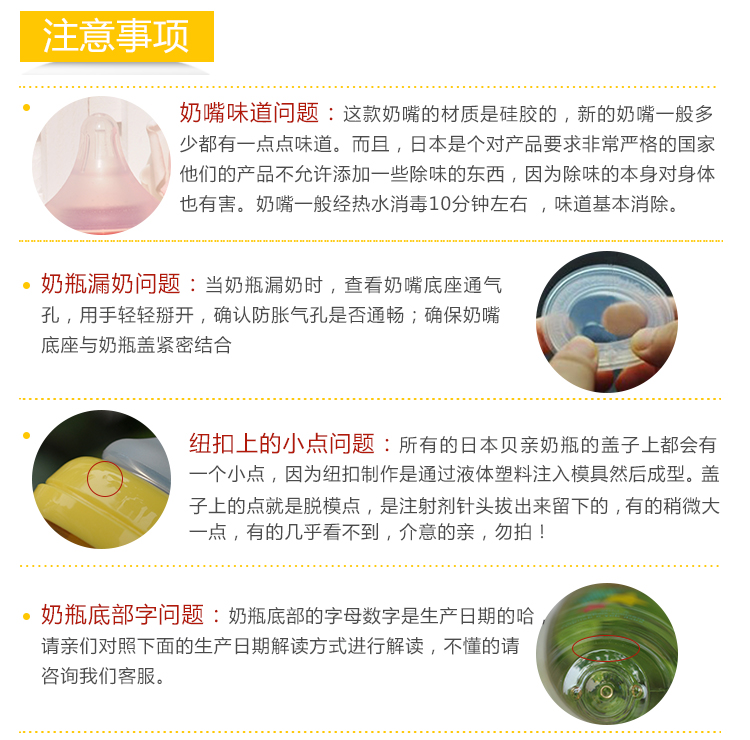 注意事项
奶嘴味道问题：这款奶嘴的材质是硅胶的，新的奶嘴一般多
少都有一点点味道。而且，日本是个对产品要求非常严格的国家
他们的产品不允许添加一些除味的东西，因为除味的本身对身体
也有害。奶嘴一般经热水消毒10分钟左右 ，味道基本消除。
奶瓶漏奶问题：当奶瓶漏奶时，查看奶嘴底座通气
孔，用手轻轻掰开，确认防胀气孔是否通畅；确保奶嘴
底座与奶瓶盖紧密结合
纽扣上的小点问题：所有的日本贝亲奶瓶的盖子上都会有
一个小点，因为纽扣制作是通过液体塑料注入模具然后成型。盖
子上的点就是脱模点，是注射剂针头拔出来留下的，有的稍微大
一点，有的几乎看不到，介意的亲，勿拍！
奶瓶底部字问题：奶瓶底部的字母数字是生产日期的哈，
请亲们对照下面的生产日期解读方式进行解读，不懂的请
咨询我们客服。